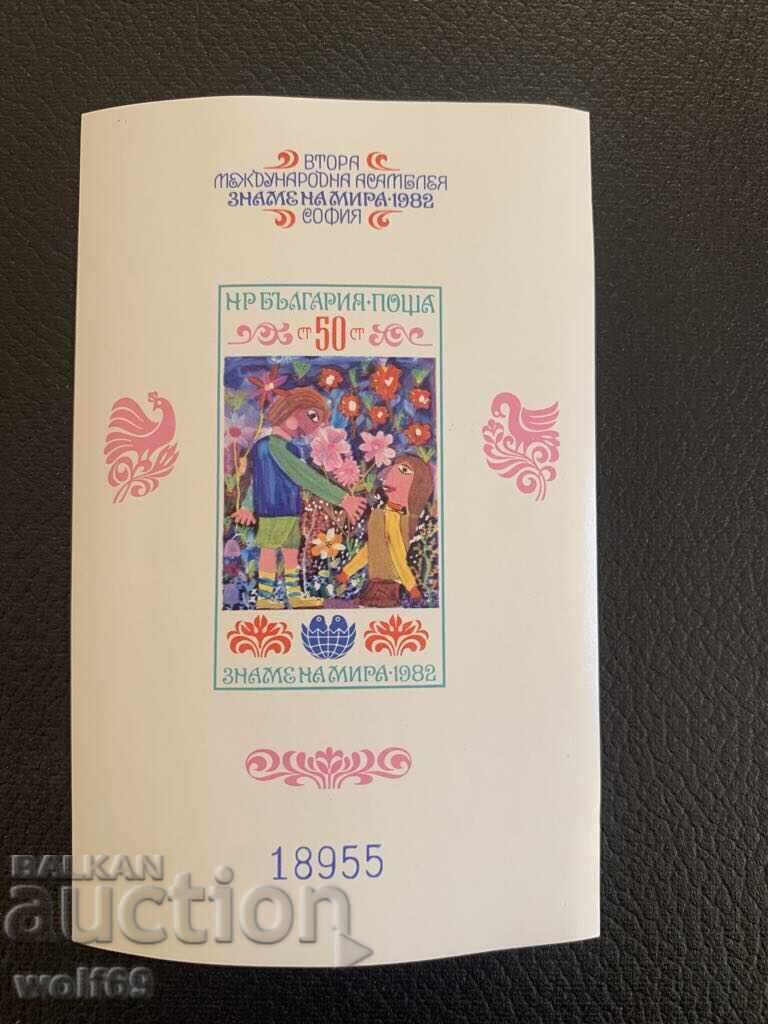 ВТОРА
МЕЖДУНАРОДНА АСАМБЛЕЯ
ЗНАМЕ НА МИРА·1982
СОФИЯ
НР БЪЛГАРИЯ·ПОЩА
СТ 50 СТ
ЗНАМЕ НА МИРА·1982
18955
BALKAN
auction
wolf69